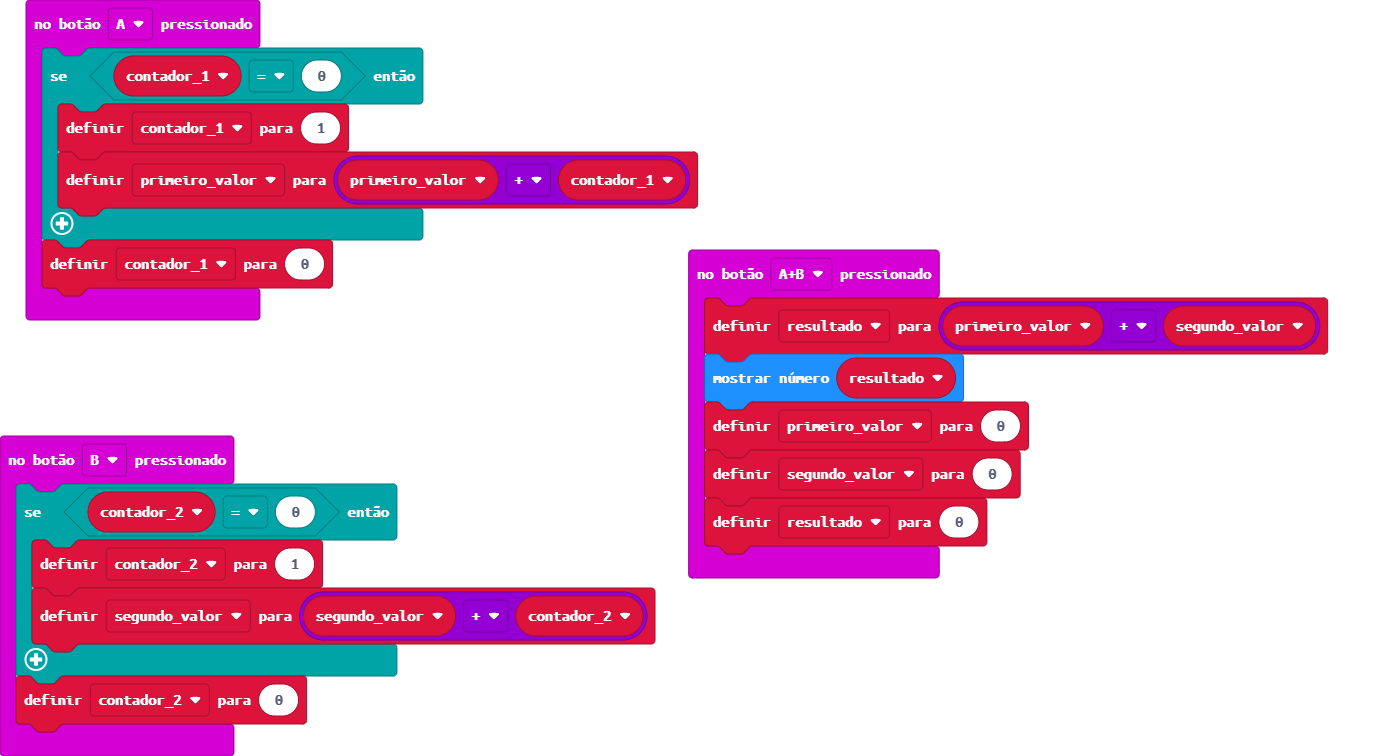 no botão A pressionado
se contador_1 = 0 então
definir contador_1 para 1
definir primeiro_valor para primeiro_valor + contador_1
definir contador_1 para 0
no botão A+B pressionado
definir resultado para primeiro_valor + segundo_valor
mostrar número resultado
definir primeiro_valor para 0
definir segundo_valor para 0
definir resultado para 0
no botão B pressionado
se contador_2 = 0 então
definir contador_2 para 1
definir segundo_valor para segundo_valor + contador_2
definir contador_2 para 0